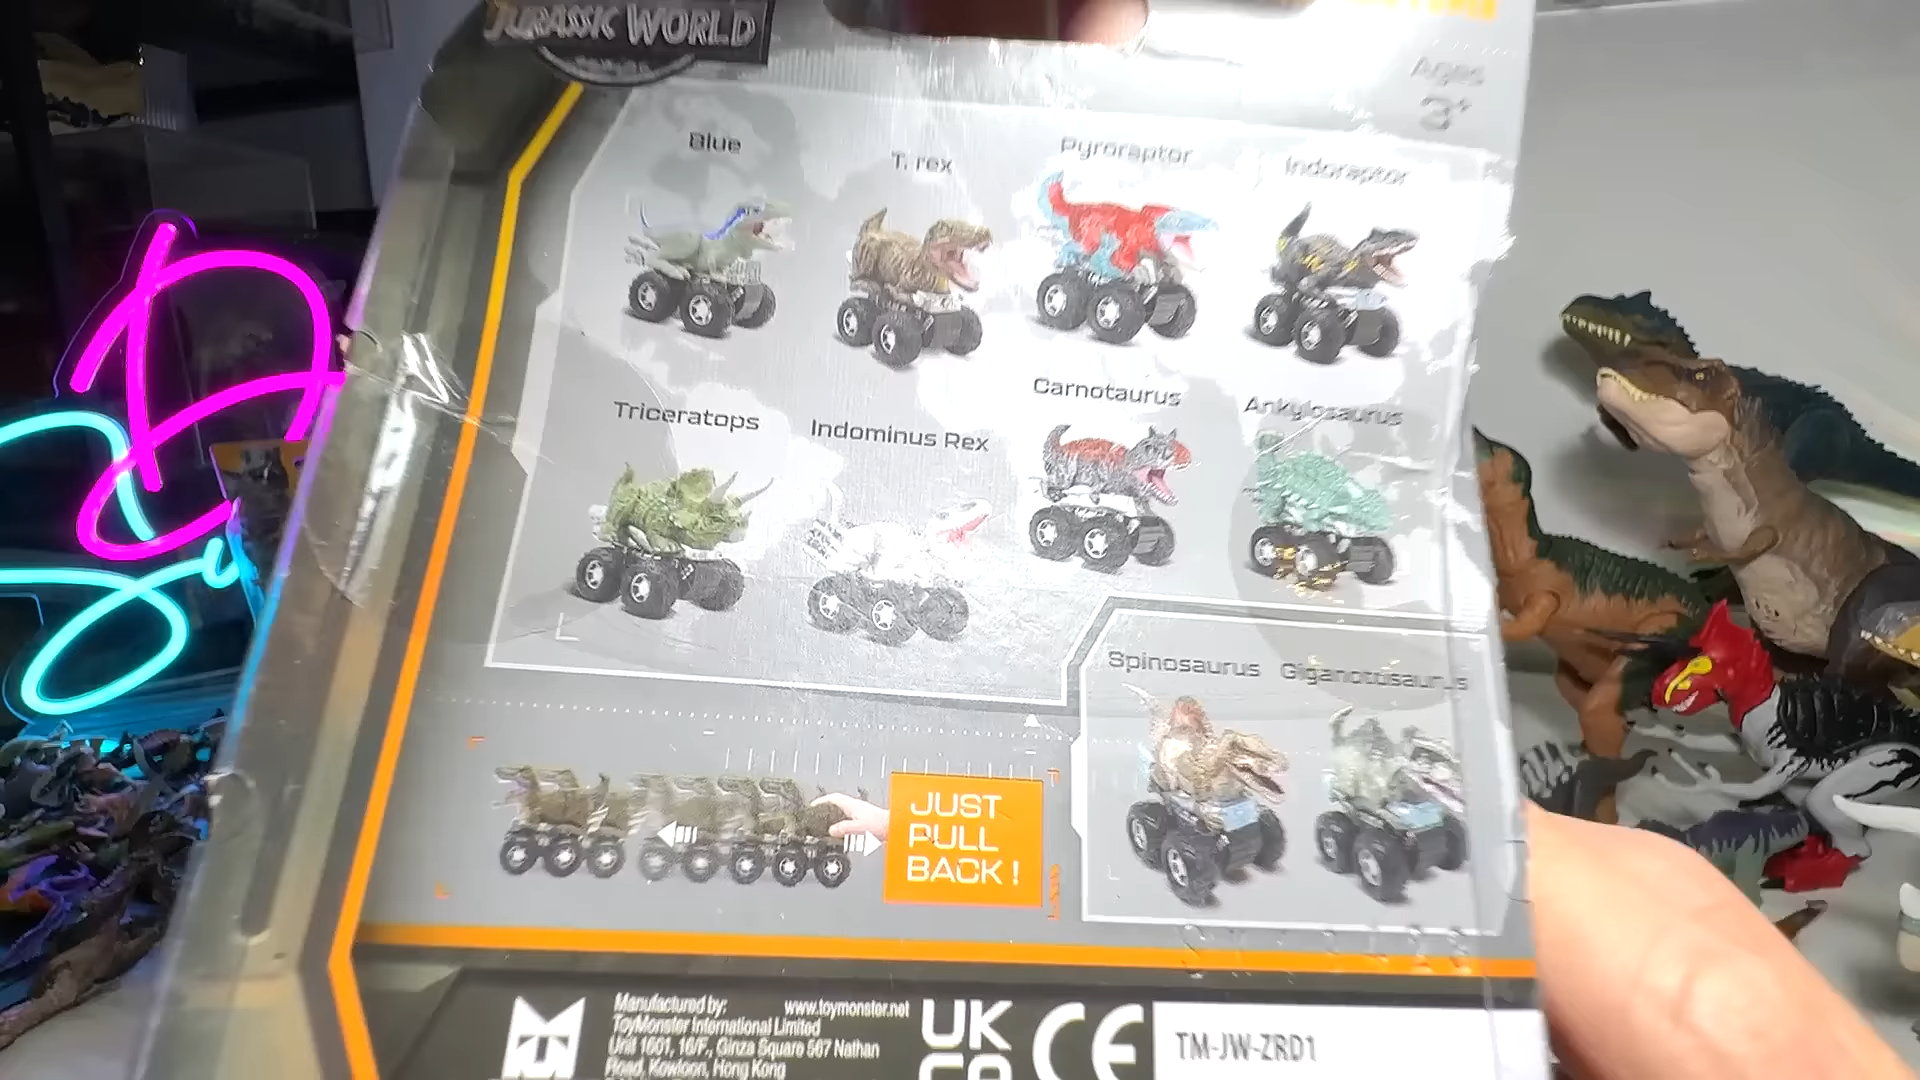 JURASSIC WORLD
Ages
3+
Blue
T. rex
Pyroraptor
Indoraptor
Triceratops
Indominus Rex
Carnotaurus
Ankylosaurus
Spinosaurus
Giganotosaurus
JUST
PULL
BACK!
Manufactured by:
www.toymonster.net
ToyMonster International Limited
Unit 1601, 16/F., Ginza Square 567 Nathan
Road, Kowloon, Hong Kong
UK
CA
CE
TM-JW-ZRD1